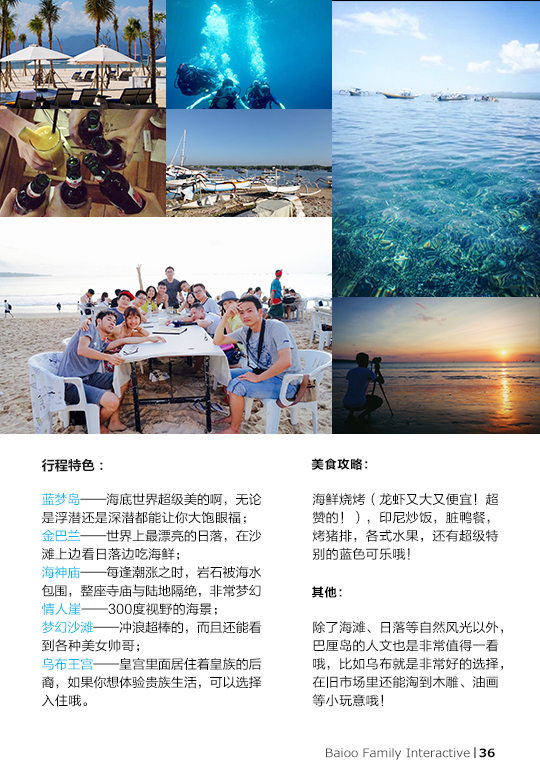 行程特色：
蓝梦岛——海底世界超级美的啊，无论
是浮潜还是深潜都能让你大饱眼福；
金巴兰——世界上最漂亮的日落，在沙
滩上边看日落边吃海鲜；
海神庙——每逢潮涨之时，岩石被海水
包围，整座寺庙与陆地隔绝，非常梦幻
情人崖——300度视野的海景；
梦幻沙滩——冲浪超棒的，而且还能看
到各种美女帅哥；
乌布王宫——皇宫里面居住着皇族的后
裔，如果你想体验贵族生活，可以选择
入住哦。
美食攻略：
海鲜烧烤（龙虾又大又便宜！超
赞的！），印尼炒饭，脏鸭餐，
烤猪排，各式水果，还有超级特
别的蓝色可乐哦！
其他：
除了海滩、日落等自然风光以外，
巴厘岛的人文也是非常值得一看
哦，比如乌布就是非常好的选择，
在旧市场里还能淘到木雕、油画
等小玩意哦！
Baioo Family Interactive | 36